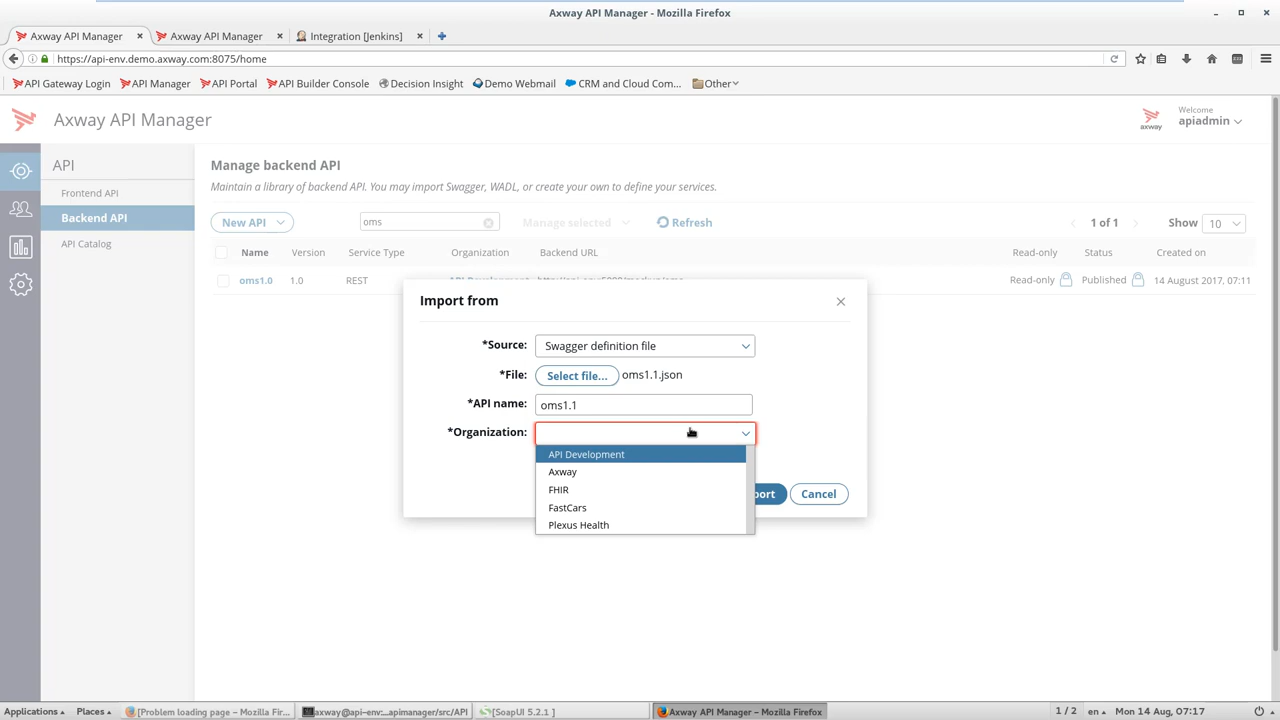 Axway API Manager - Mozilla Firefox
Axway API Manager × Axway API Manager × Integration [Jenkins] ×
https://api-env.demo.axway.com:8075/home
API Gateway Login API Manager API Portal API Builder Console Decision Insight Demo Webmail CRM and Cloud Com... Other
Axway API Manager
axway
Welcome
apiadmin
API
Frontend API
Backend API
API Catalog
Manage backend API
Maintain a library of backend API. You may import Swagger, WADL, or create your own to define your services.
New API oms Manage selected Refresh 1 of 1 Show 10
Name Version Service Type Organization Backend URL Read-only Status Created on
oms1.0 1.0 REST API Development Read-only Published 14 August 2017, 07:11
Import from
*Source: Swagger definition file
*File: Select file... oms1.1.json
*API name: oms1.1
*Organization:
API Development
Axway
FHIR
FastCars
Plexus Health
port Cancel
Applications Places [Problem loading page – Mozilla Fir... axway@api-env:...apimanager/src/API [SoapUI 5.2.1 ] Axway API Manager – Mozilla Firefox 1 / 2 en Mon 14 Aug, 07:17